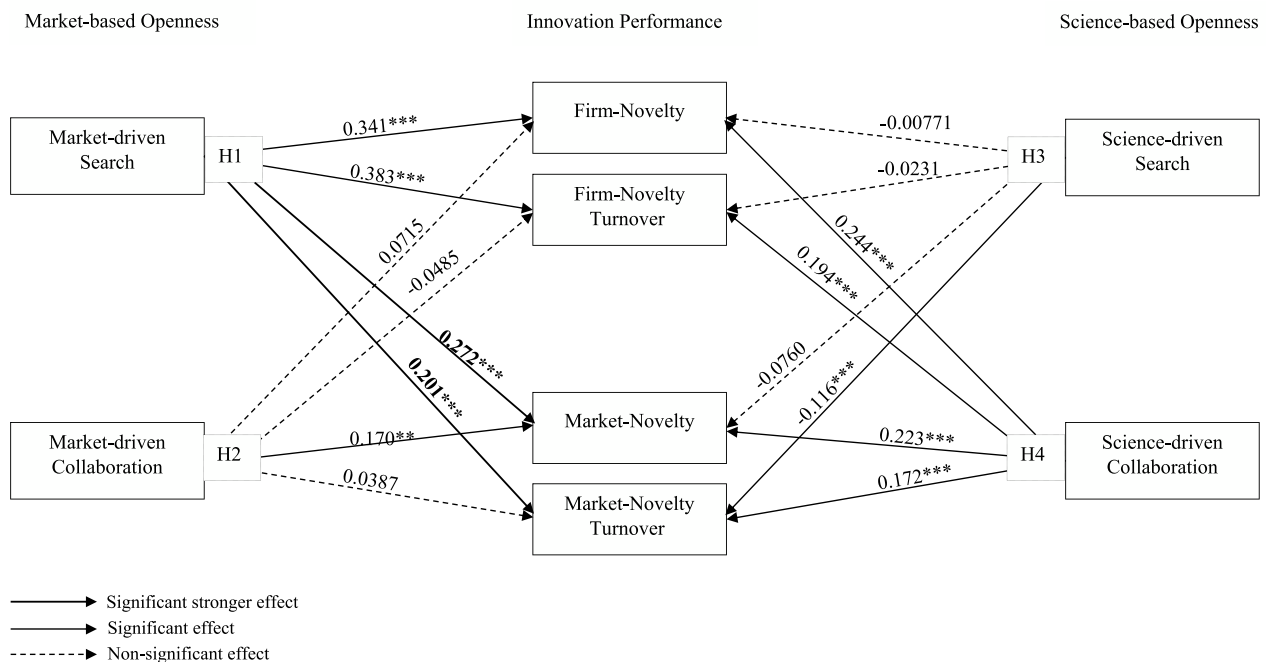 Market-based Openness
Innovation Performance
Science-based Openness
Market-driven
Search
H1
0.341***
0.383***
0.272***
0.201***
Market-driven
Collaboration
H2
0.0715
-0.0485
0.170**
0.0387
Firm-Novelty
Firm-Novelty
Turnover
Market-Novelty
Market-Novelty
Turnover
-0.00771
-0.0231
-0.0760
-0.116***
H3
Science-driven
Search
0.244***
0.194***
0.223***
0.172***
H4
Science-driven
Collaboration
Significant stronger effect
Significant effect
Non-significant effect